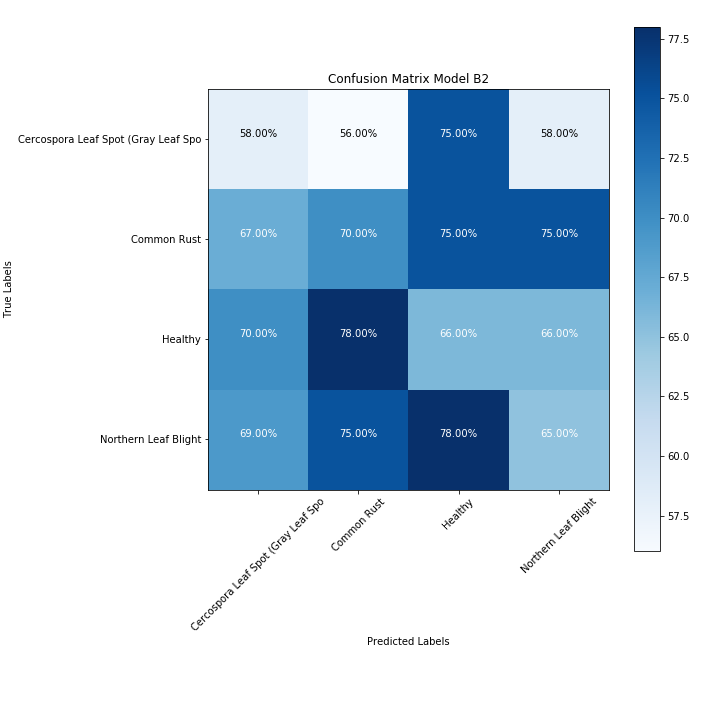 Confusion Matrix Model B2
77.5
75.0
72.5
70.0
67.5
65.0
62.5
60.0
57.5
True Labels
Cercospora Leaf Spot (Gray Leaf Spo
58.00% 56.00% 75.00% 58.00%
Common Rust
67.00% 70.00% 75.00% 75.00%
Healthy
70.00% 78.00% 66.00% 66.00%
Northern Leaf Blight
69.00% 75.00% 78.00% 65.00%
Cercospora Leaf Spot (Gray Leaf Spo
Common Rust
Healthy
Northern Leaf Blight
Predicted Labels